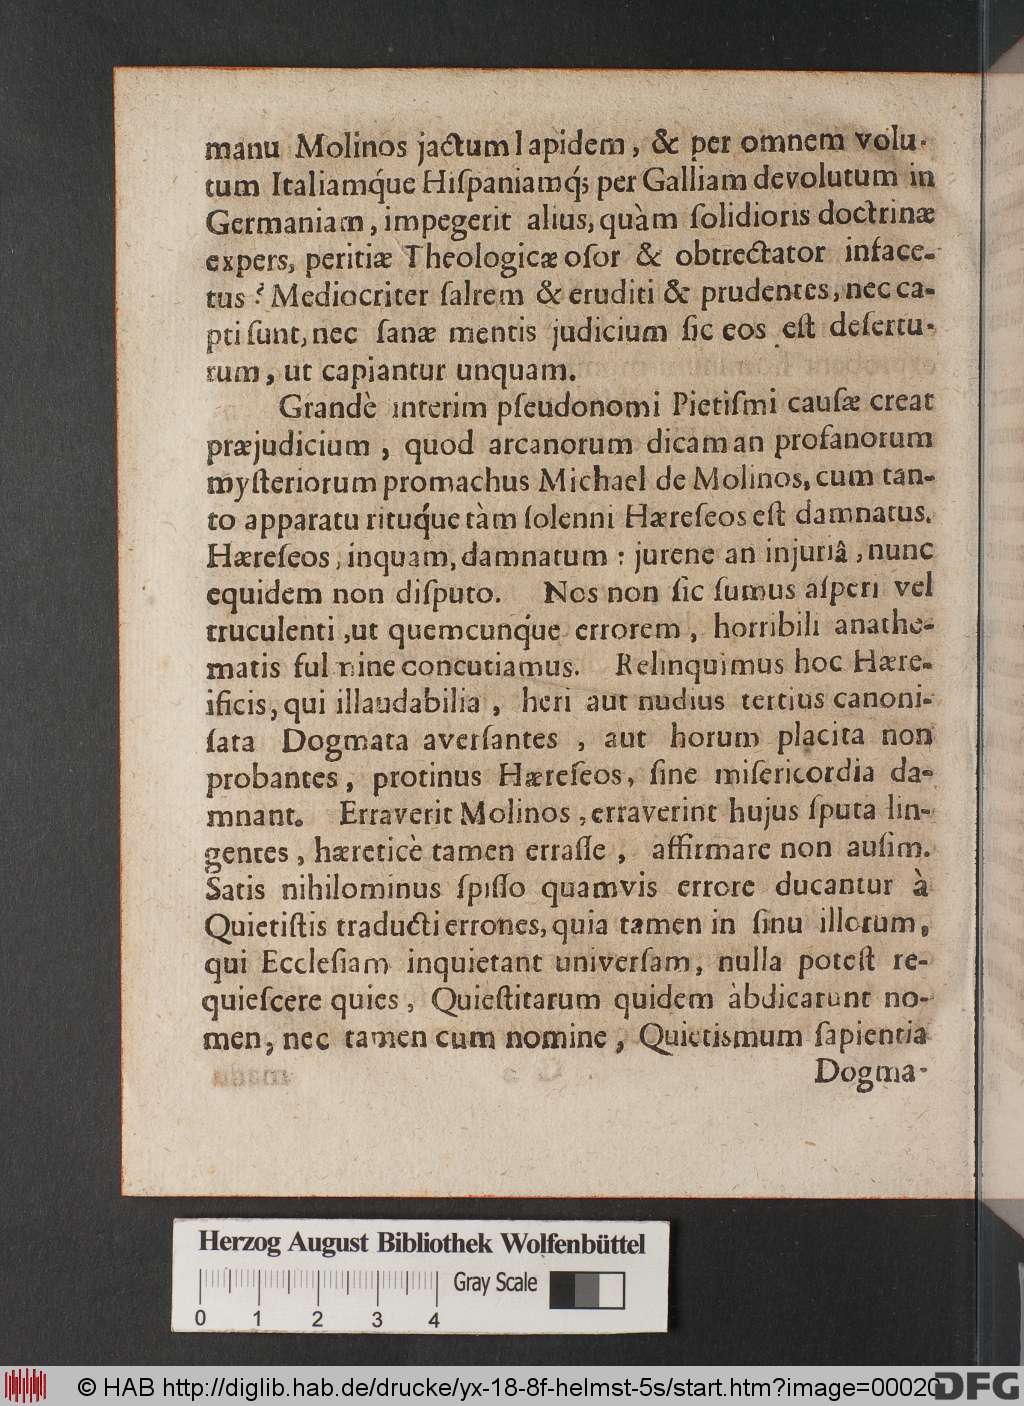 manu Molinos jactum lapidem, & per omnem volu-
tum Italiamq́ue Hiſpaniamq́; per Galliam devolutum in
Germaniam, impegerit alius, quàm ſolidioris doctrinæ
expers, peritiæ Theologicæ oſor & obtrectator inface-
tus? Mediocriter ſalrem & eruditi & prudentes, nec ca-
pti ſunt, nec ſanæ mentis judicium ſic eos eſt deſertu-
rum, ut capiantur unquam.
Grandè interim pſeudonomi Pietiſmi cauſæ creat
præjudicium, quod arcanorum dicam an profanorum
myſteriorum promachus Michael de Molinos, cum tan-
to apparatu rituq́ue tàm ſolenni Hæreſeos eſt damnatus.
Hæreſeos, inquam, damnatum: jurene an injuriâ, nunc
equidem non diſputo. Nos non ſic ſumus aſperi vel
truculenti, ut quemcunq́ue errorem, horribili anathe-
matis fulmine concutiamus. Relinquimus hoc Hære-
ificis, qui illaudabilia, heri aut nudius tertius canoni-
ſata Dogmata averſantes, aut horum placita non
probantes, protinus Hæreſeos, ſine miſericordia da-
mnant. Erraverit Molinos, erraverint hujus ſputa lin-
gentes, hæreticè tamen erraſſe, affirmare non auſim.
Satis nihilominus ſpiſſo quamvis errore ducantur à
Quietiſtis traducti errones, quia tamen in ſinu illorum,
qui Eccleſiam inquietant univerſam, nulla poteſt re-
quieſcere quies, Quieſtitarum quidem àbdicarunt no-
men, nec tamen cum nomine, Quietismum ſapientia
Dogma-
Herzog August Bibliothek Wolfenbüttel
Gray Scale
0 1 2 3 4
© HAB http://diglib.hab.de/drucke/yx-18-8f-helmst-5s/start.htm?image=00020
DFG